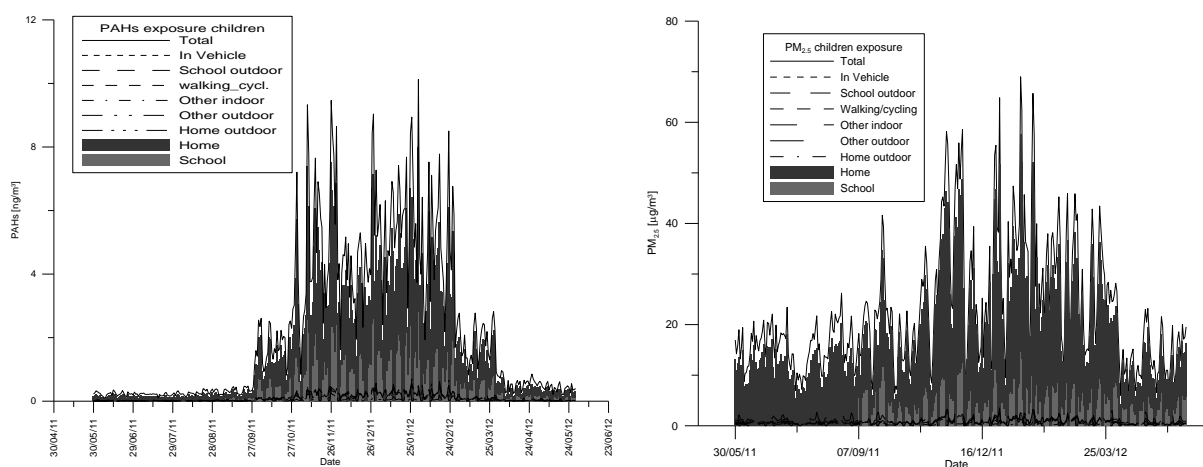 12
8
4
0
PAHs [ng/m³]
PAHs exposure children
Total
In Vehicle
School outdoor
walking_cycl.
Other indoor
Other outdoor
Home outdoor
Home
School
30/04/11
30/05/11
29/06/11
29/07/11
28/08/11
27/09/11
27/10/11
26/11/11
26/12/11
25/01/12
24/02/12
25/03/12
24/04/12
24/05/12
23/06/12
Date
80
60
40
20
0
PM2.5 [µg/m³]
PM2.5 children exposure
Total
In Vehicle
School outdoor
Walking/cycling
Other indoor
Other outdoor
Home outdoor
Home
School
30/05/11
07/09/11
16/12/11
25/03/12
Date